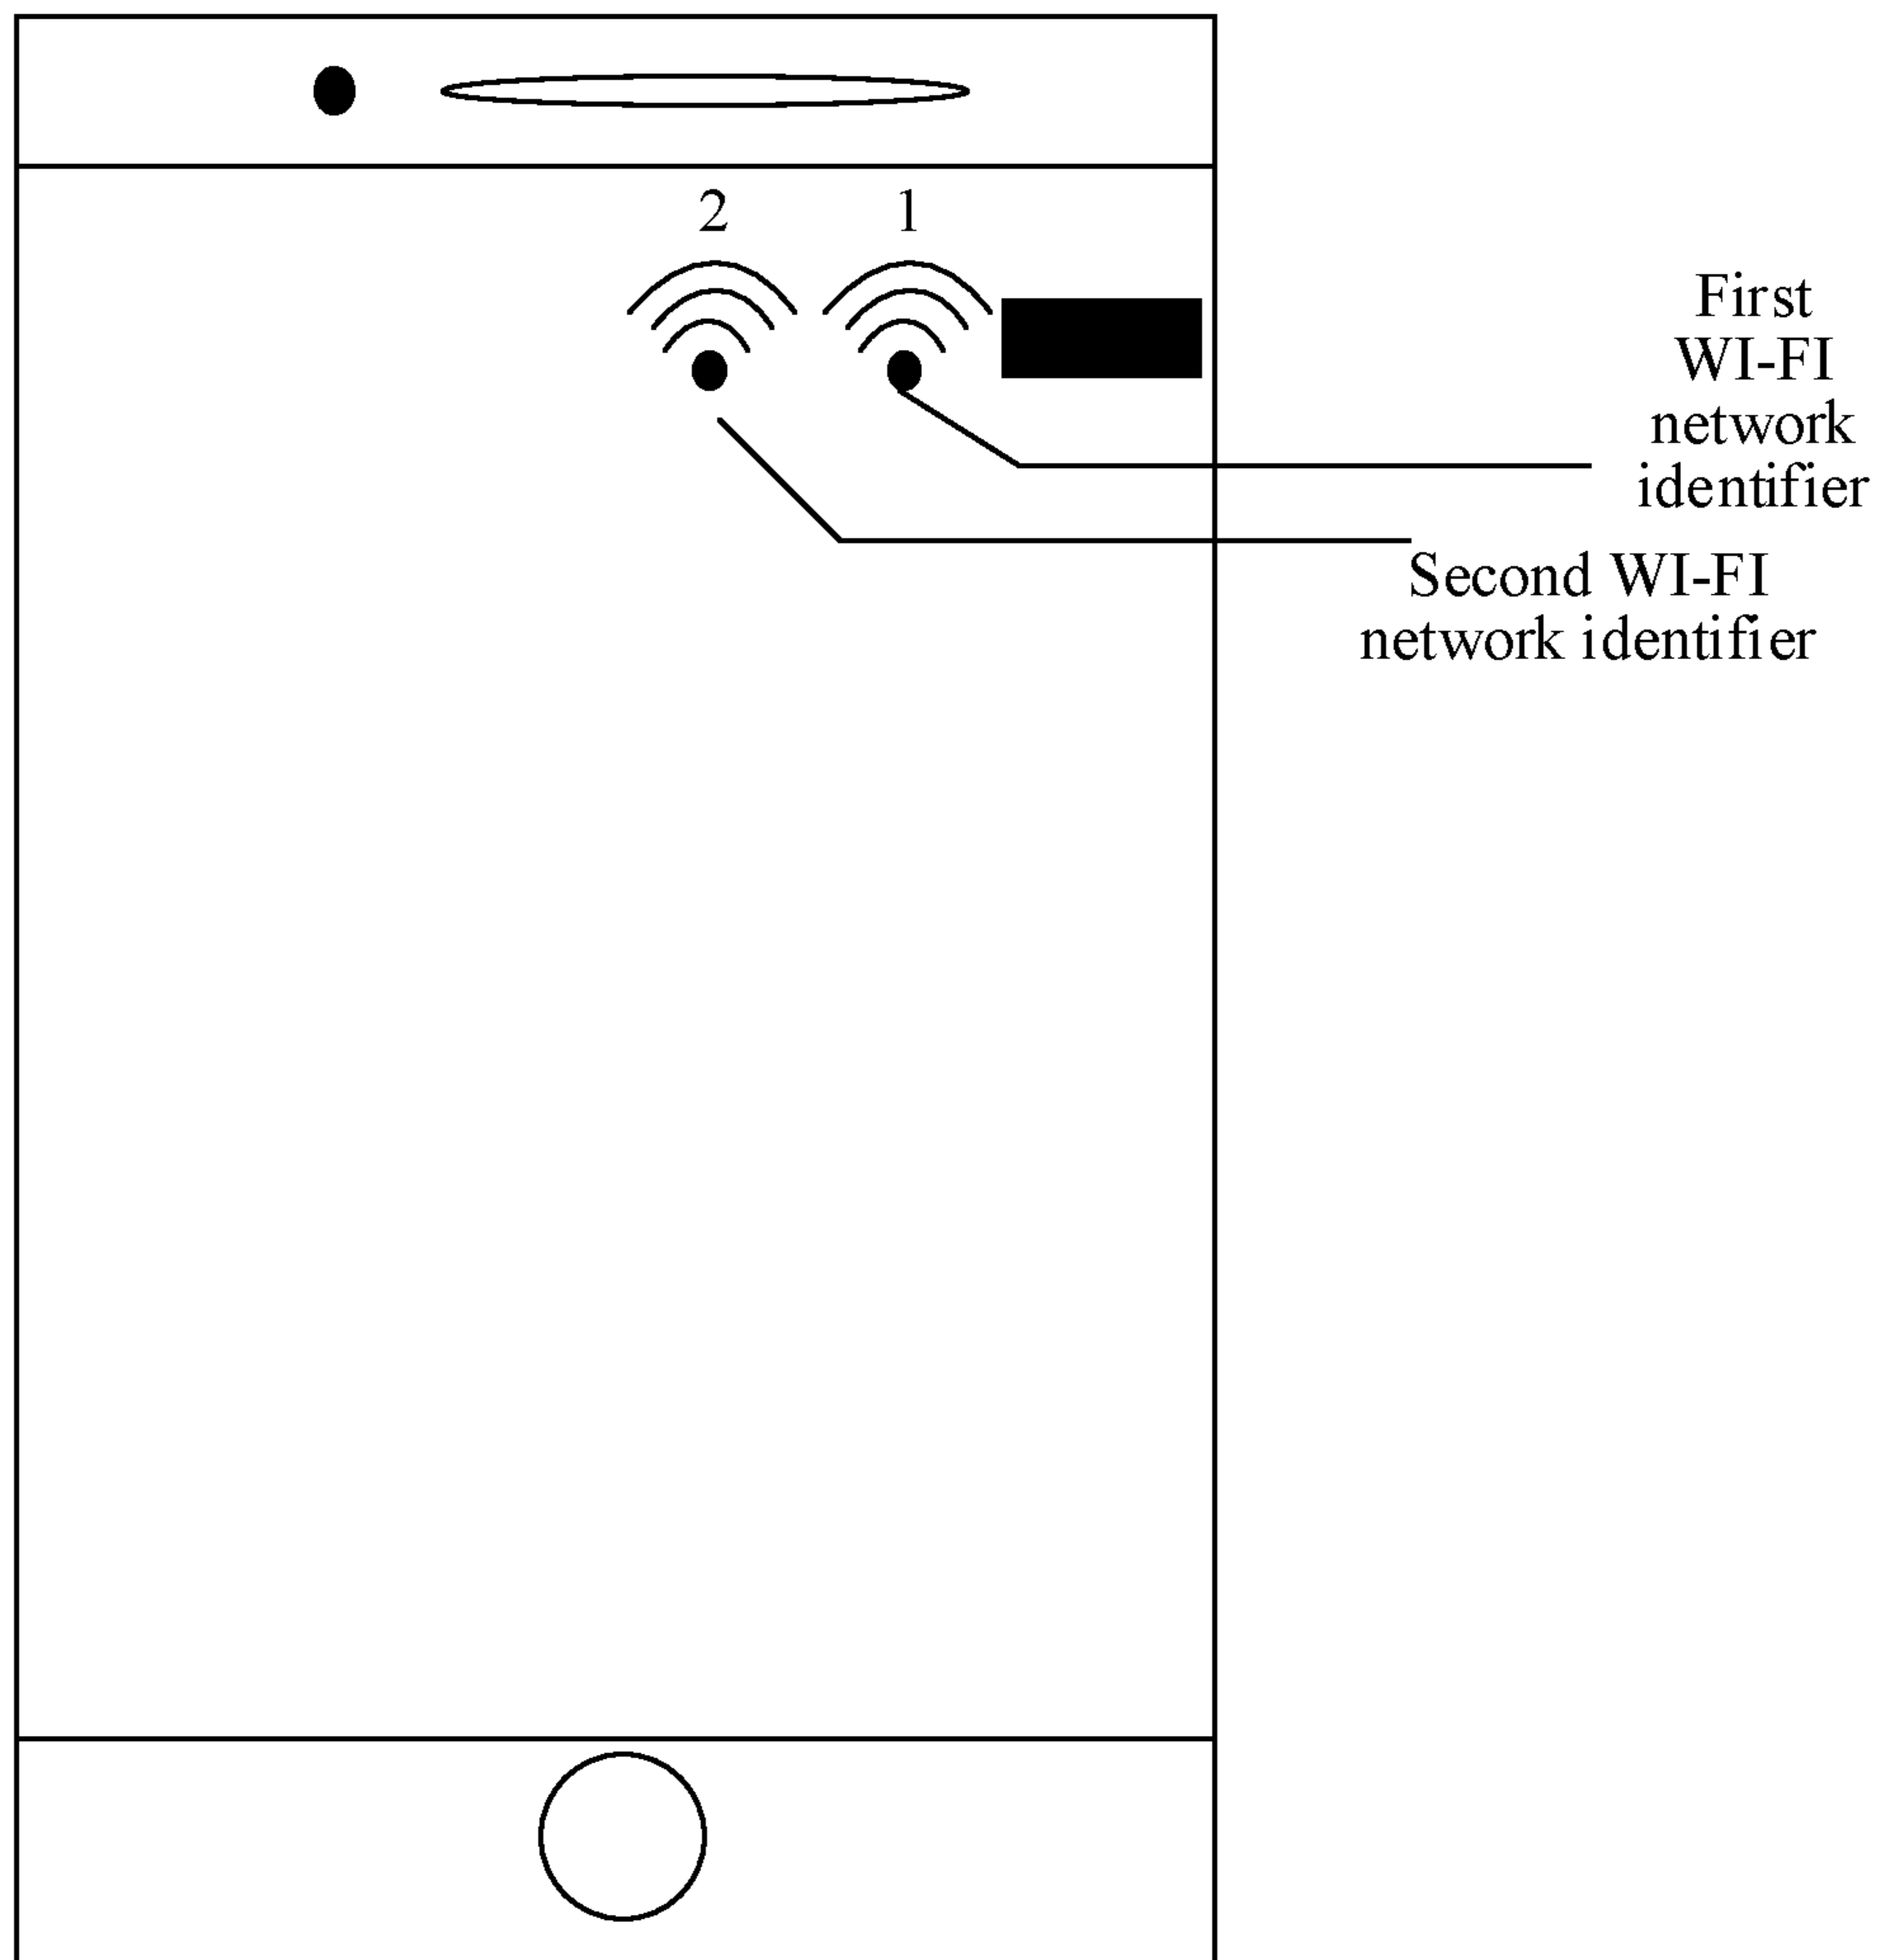 2 1
First
WI-FI
network
identifier
Second WI-FI
network identifier